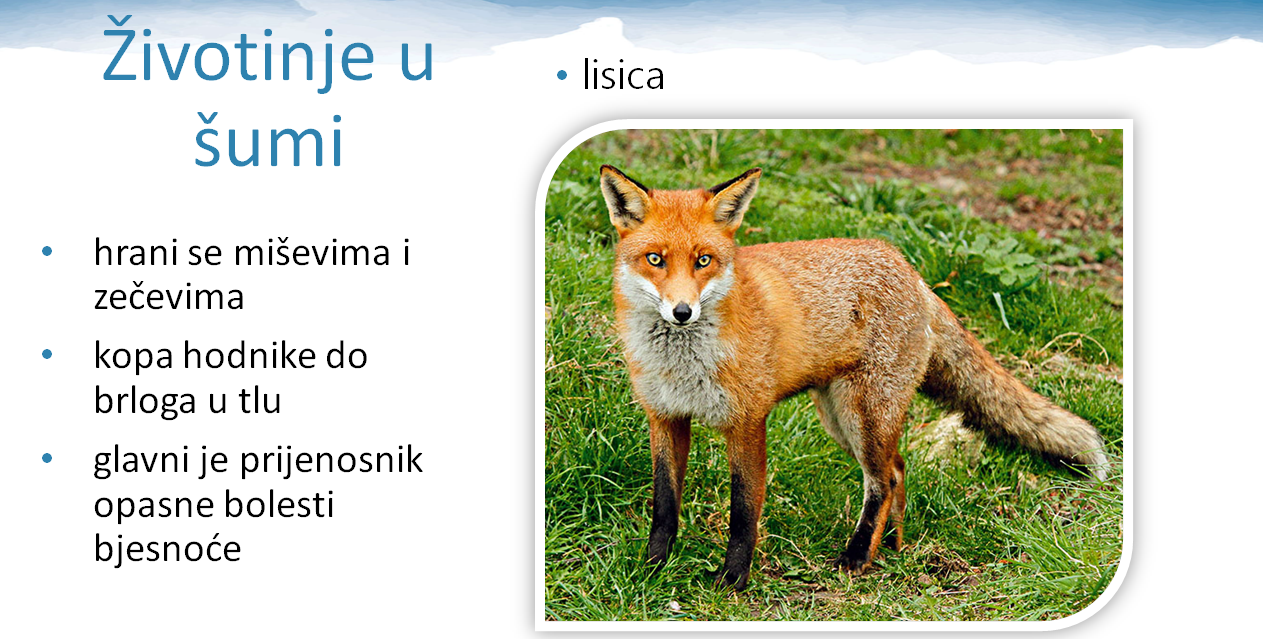 Životinje u
šumi
• hrani se miševima i
zečevima
• kopa hodnike do
brloga u tlu
• glavni je prijenosnik
opasne bolesti
bjesnoće
• lisica